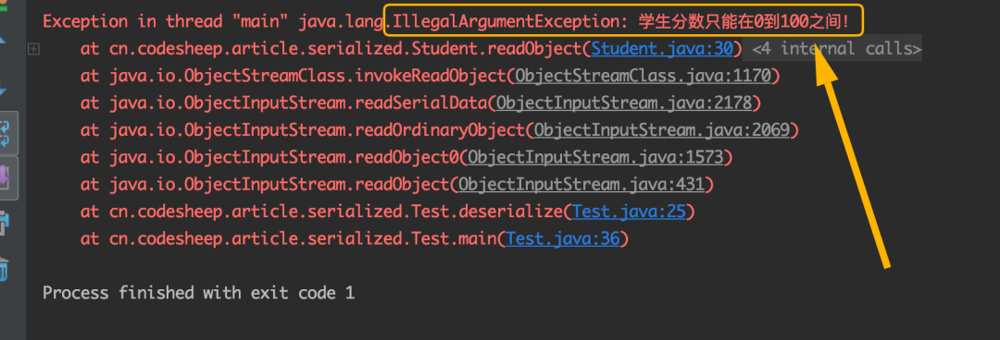 Exception in thread "main" java.lang.IllegalArgumentException: 学生分数只能在0到100之间!
at cn.codesheep.article.serialized.Student.readObject(Student.java:30) <4 internal calls>
at java.io.ObjectStreamClass.invokeReadObject(ObjectStreamClass.java:1170)
at java.io.ObjectInputStream.readSerialData(ObjectInputStream.java:2178)
at java.io.ObjectInputStream.readOrdinaryObject(ObjectInputStream.java:2069)
at java.io.ObjectInputStream.readObject0(ObjectInputStream.java:1573)
at java.io.ObjectInputStream.readObject(ObjectInputStream.java:431)
at cn.codesheep.article.serialized.Test.deserialize(Test.java:25)
at cn.codesheep.article.serialized.Test.main(Test.java:36)
Process finished with exit code 1